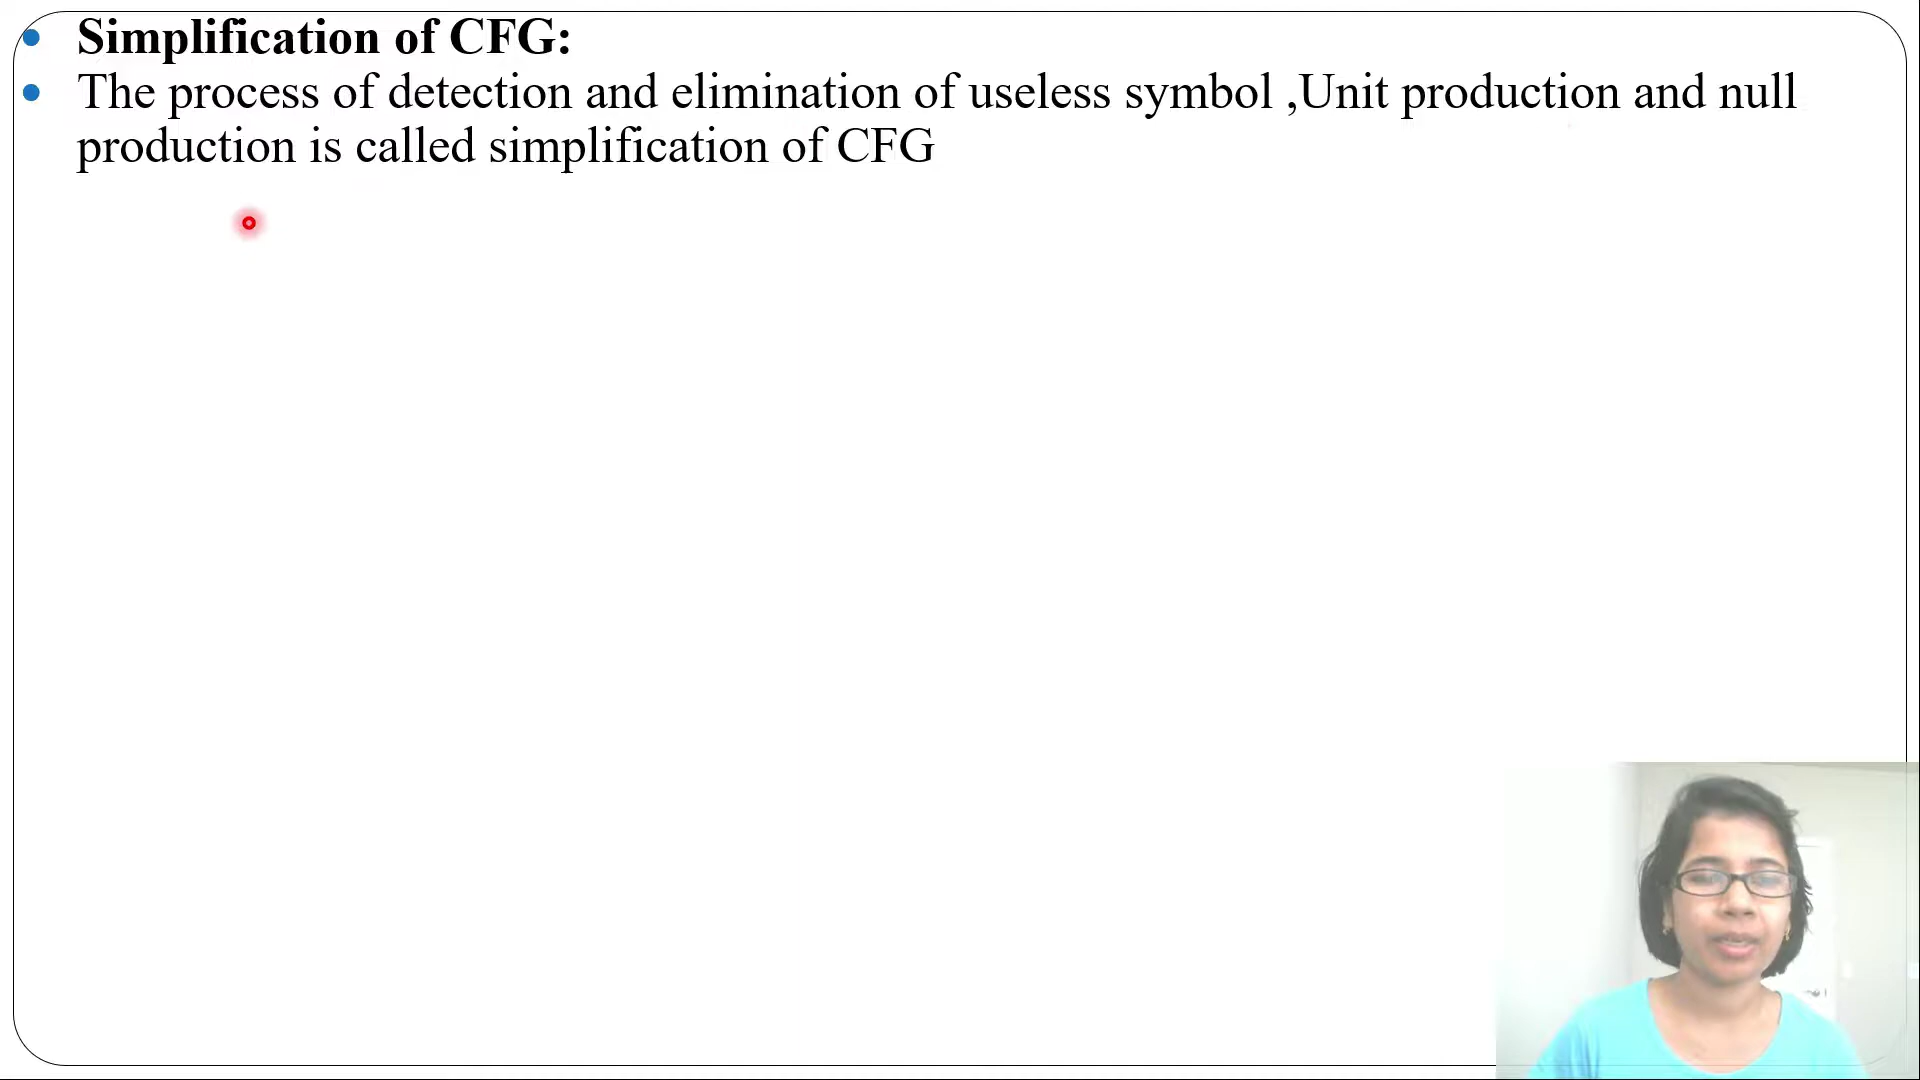 Simplification of CFG:
The process of detection and elimination of useless symbol ,Unit production and null
production is called simplification of CFG